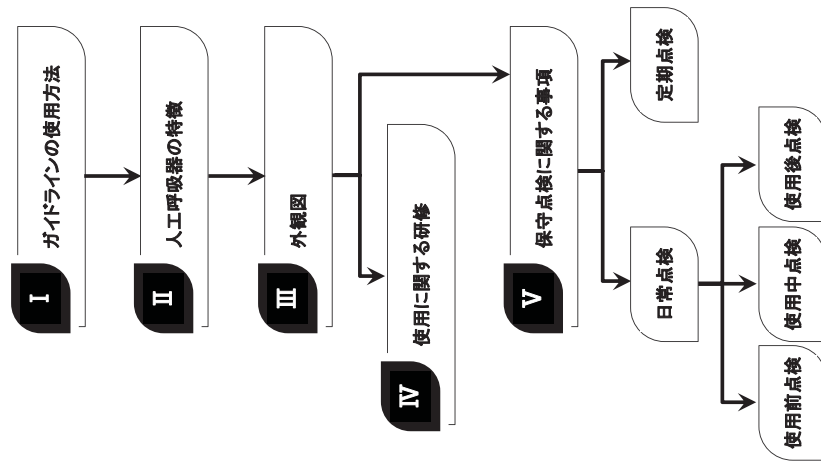 Ⅰ
ガイドラインの使用方法
Ⅱ
人工呼吸器の特徴
Ⅲ
外観図
Ⅳ
使用に関する研修
Ⅴ
保守点検に関する事項
日常点検
定期点検
使用前点検
使用中点検
使用後点検